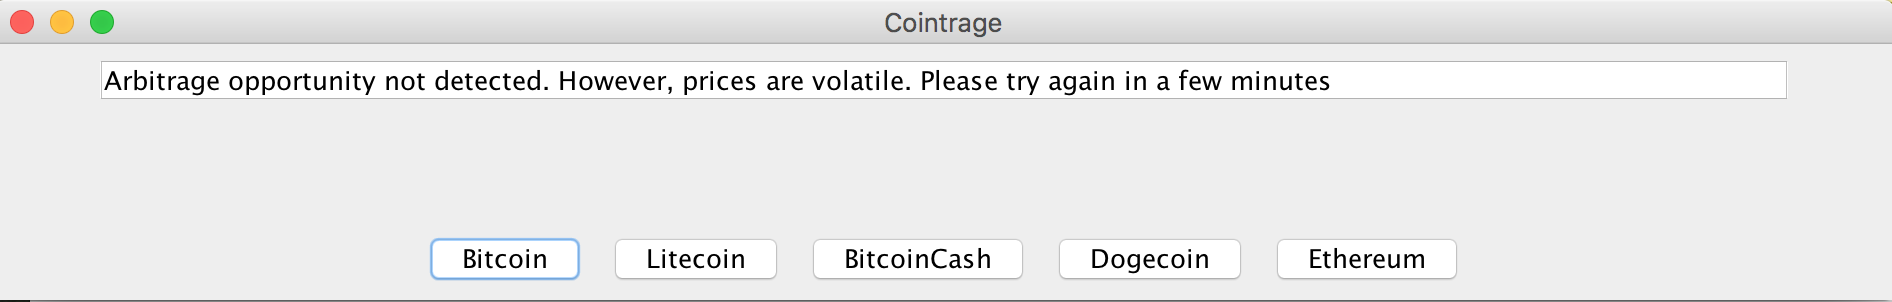 Cointrage
Arbitrage opportunity not detected. However, prices are volatile. Please try again in a few minutes
Bitcoin Litecoin BitcoinCash Dogecoin Ethereum